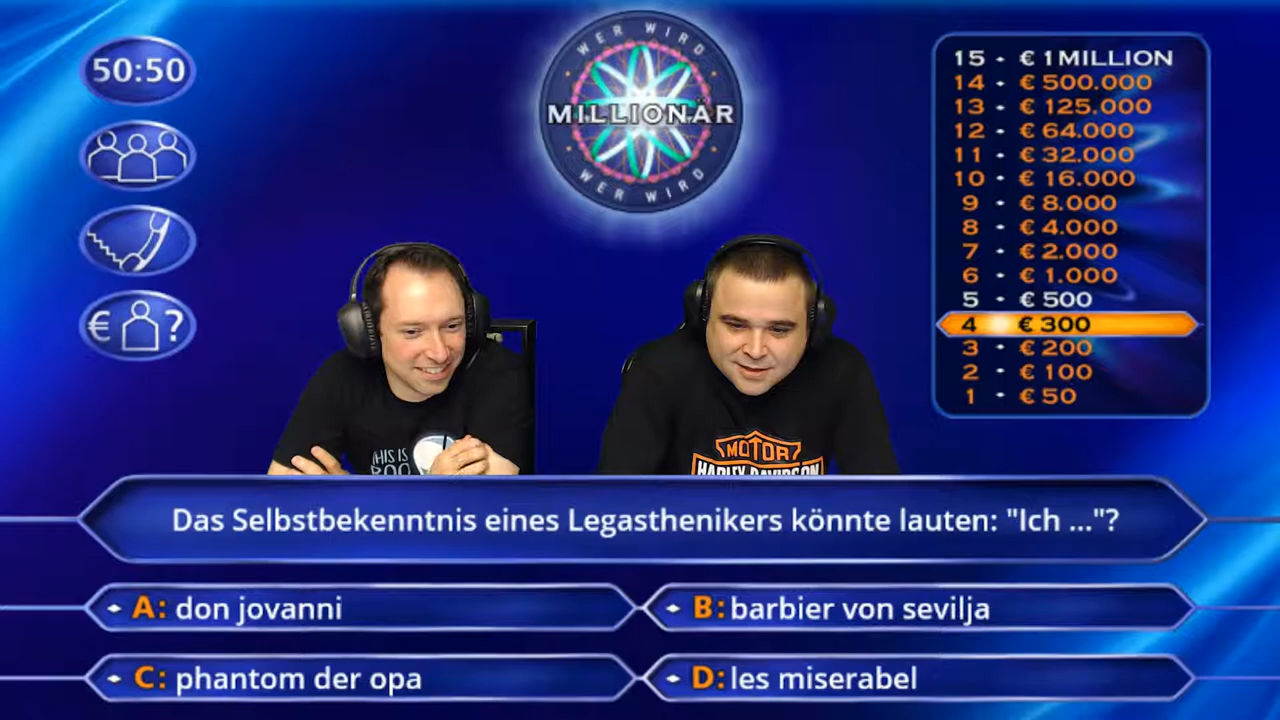 50:50
€ ?
WER WIRD
MILLIONÄR
WER WIRD
15 · € 1 MILLION
14 · € 500.000
13 · € 125.000
12 · € 64.000
11 · € 32.000
10 · € 16.000
9 · € 8.000
8 · € 4.000
7 · € 2.000
6 · € 1.000
5 · € 500
4 € 300
3 · € 200
2 · € 100
1 · € 50
THIS IS
BOO
MOTOR
HARLEY-DAVIDSON
Das Selbstbekenntnis eines Legasthenikers könnte lauten: "Ich ..."?
A: don jovanni
B: barbier von sevilja
C: phantom der opa
D: les miserabel